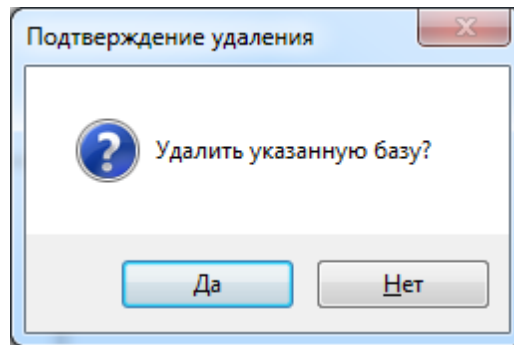 Подтверждение удаления
Удалить указанную базу?
Да
Нет